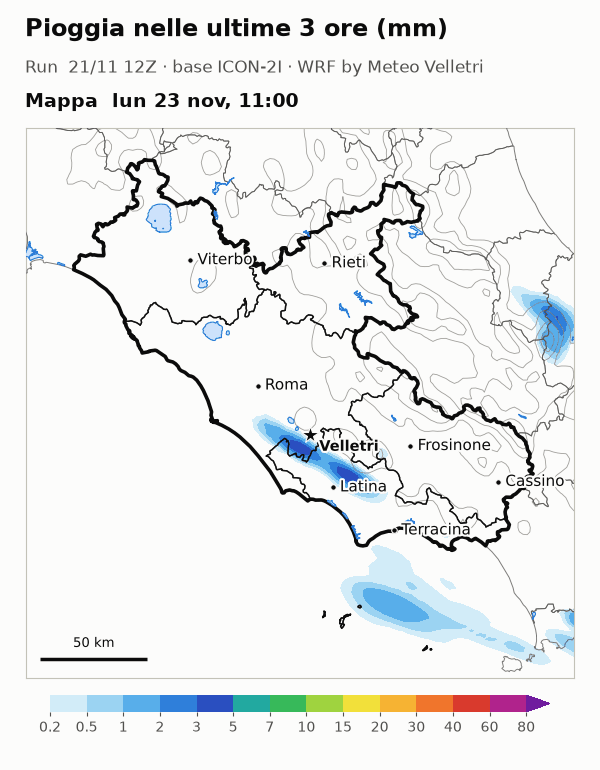 Pioggia nelle ultime 3 ore (mm)
Run  21/11 12Z · base ICON-2I · WRF by Meteo Velletri
Mappa  lun 23 nov, 11:00
Viterbo
Rieti
Roma
Velletri
Frosinone
Cassino
Latina
Terracina
50 km
0.2 0.5 1 2 3 5 7 10 15 20 30 40 60 80